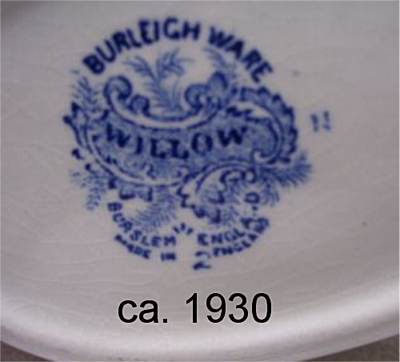 BURLEIGH WARE
WILLOW
BURSLEM ENGLAND
MADE IN ENGLAND
ca. 1930